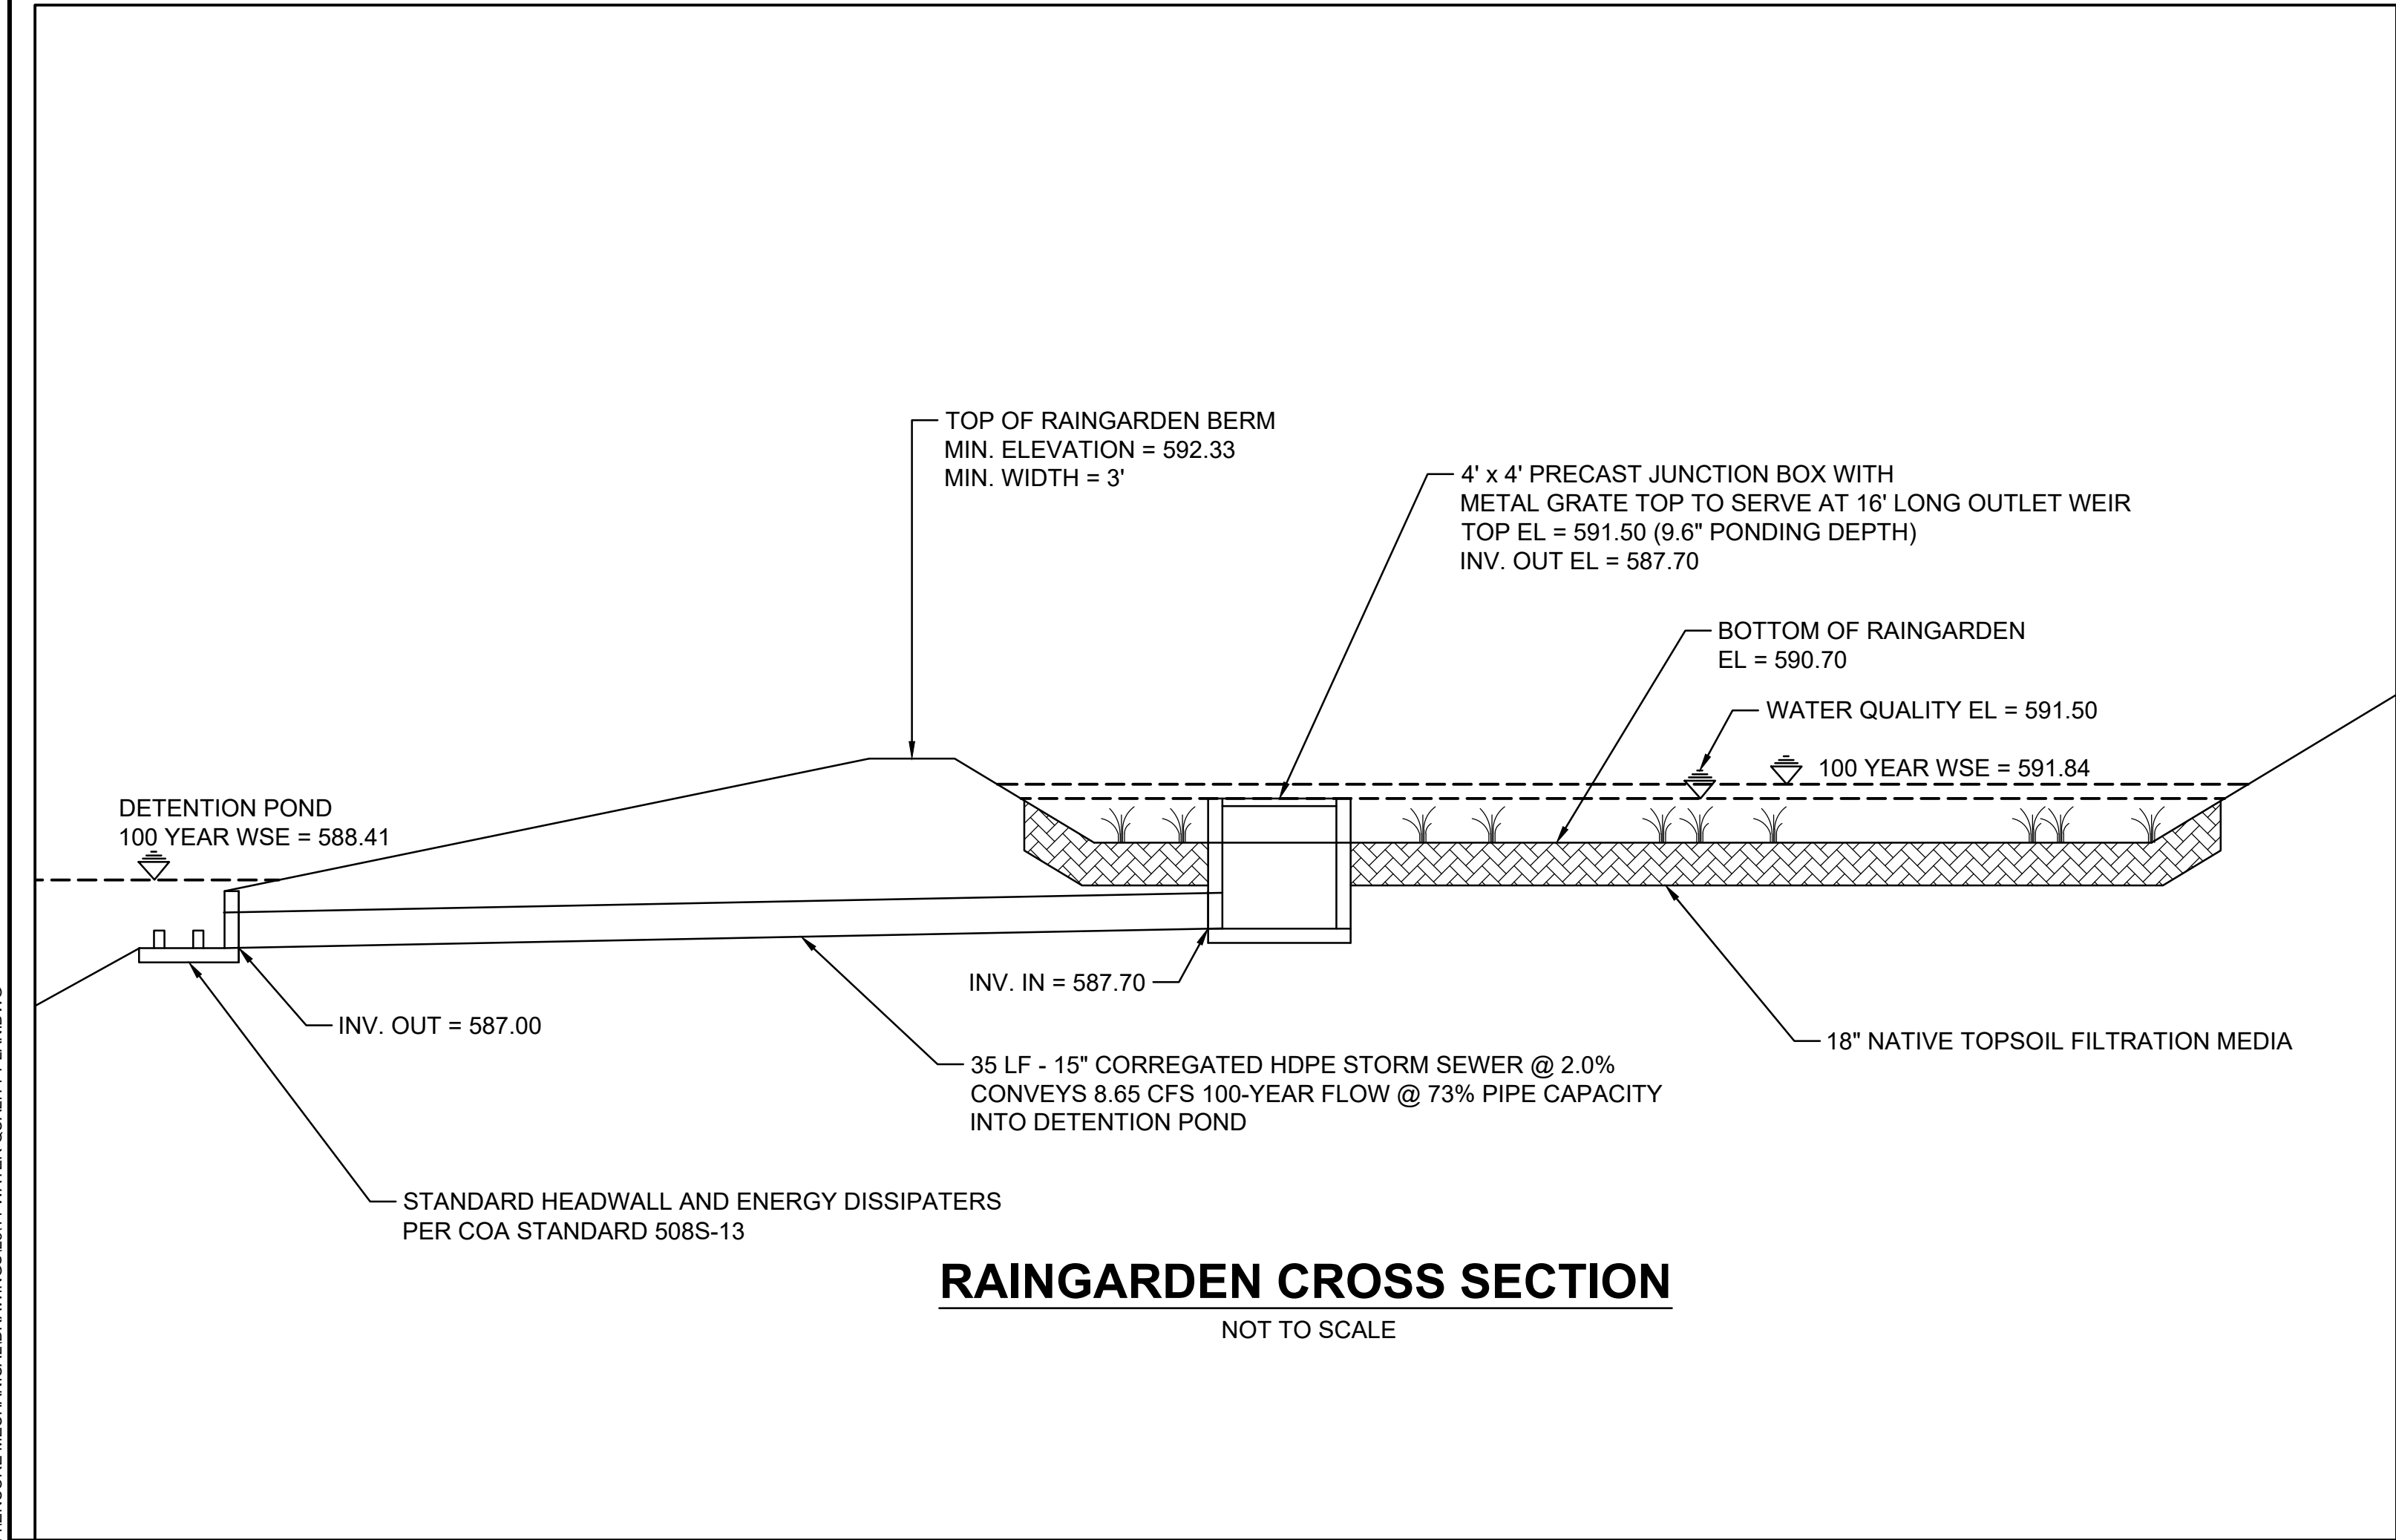 TOP OF RAINGARDEN BERM
MIN. ELEVATION = 592.33
MIN. WIDTH = 3'
4' x 4' PRECAST JUNCTION BOX WITH
METAL GRATE TOP TO SERVE AT 16' LONG OUTLET WEIR
TOP EL = 591.50 (9.6" PONDING DEPTH)
INV. OUT EL = 587.70
BOTTOM OF RAINGARDEN
EL = 590.70
WATER QUALITY EL = 591.50
100 YEAR WSE = 591.84
DETENTION POND
100 YEAR WSE = 588.41
INV. IN = 587.70
INV. OUT = 587.00
18" NATIVE TOPSOIL FILTRATION MEDIA
35 LF - 15" CORREGATED HDPE STORM SEWER @ 2.0%
CONVEYS 8.65 CFS 100-YEAR FLOW @ 73% PIPE CAPACITY
INTO DETENTION POND
STANDARD HEADWALL AND ENERGY DISSIPATERS
PER COA STANDARD 508S-13
RAINGARDEN CROSS SECTION
NOT TO SCALE